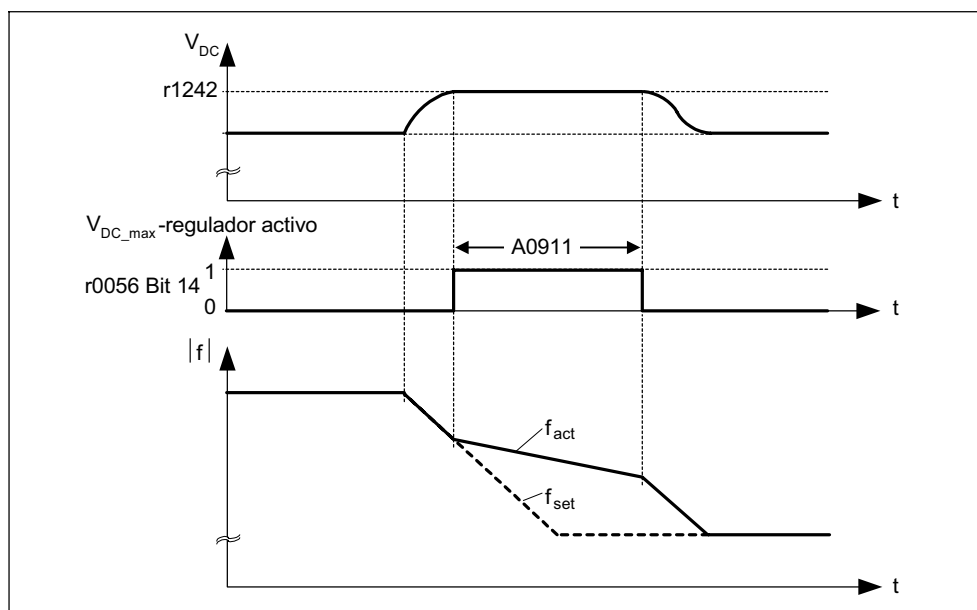 V_DC
r1242
t
V_DC_max-regulador activo
A0911
1
r0056 Bit 14
0
t
|f|
f_act
f_set
t